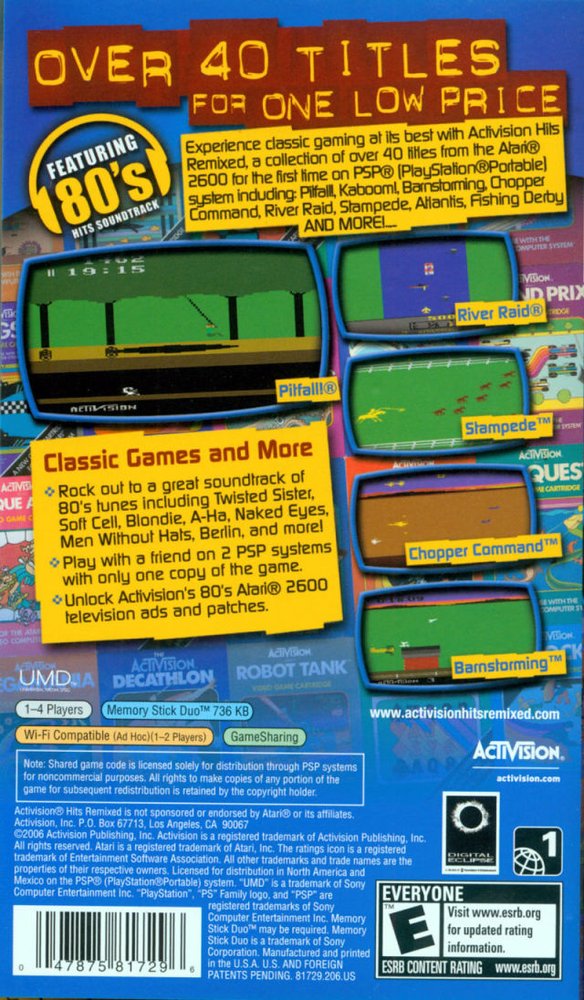 OVER 40 TITLES
FOR ONE LOW PRICE
FEATURING
80's
HITS SOUNDTRACK
Experience classic gaming at its best with Activision Hits
Remixed, a collection of over 40 titles from the Atari®
2600 for the first time on PSP® (PlayStation®Portable)
system including: Pitfall!, Kaboom!, Barnstorming, Chopper
Command, River Raid, Stampede, Atlantis, Fishing Derby
AND MORE!...
19:15
ACTIVISION
Pitfall!®
River Raid®
Stampede™
Chopper Command™
Barnstorming™
Classic Games and More
Rock out to a great soundtrack of
80's tunes including Twisted Sister,
Soft Cell, Blondie, A-Ha, Naked Eyes,
Men Without Hats, Berlin, and more!
Play with a friend on 2 PSP systems
with only one copy of the game.
Unlock Activision's 80's Atari® 2600
television ads and patches.
THE
ACTIVISION
DECATHLON
ACTIVISION
ROBOT TANK
VIDEO GAME CARTRIDGE
UMD
1–4 Players
Memory Stick Duo™ 736 KB
Wi-Fi Compatible (Ad Hoc)(1–2 Players)
GameSharing
www.activisionhitsremixed.com
ACTIVISION®
activision.com
Note: Shared game code is licensed solely for distribution through PSP systems
for noncommercial purposes. All rights to make copies of any portion of the
game for subsequent redistribution is retained by the copyright holder.
Activision® Hits Remixed is not sponsored or endorsed by Atari® or its affiliates.
Activision, Inc. P.O. Box 67713, Los Angeles, CA 90067
©2006 Activision Publishing, Inc. Activision is a registered trademark of Activision Publishing, Inc.
All rights reserved. Atari is a registered trademark of Atari, Inc. The ratings icon is a registered
trademark of Entertainment Software Association. All other trademarks and trade names are the
properties of their respective owners. Licensed for distribution in North America and
Mexico on the PSP® (PlayStation®Portable) system. "UMD" is a trademark of Sony
Computer Entertainment Inc. "PlayStation", "PS" Family logo, and "PSP" are
registered trademarks of Sony
Computer Entertainment Inc. Memory
Stick Duo™ may be required. Memory
Stick Duo is a trademark of Sony
Corporation. Manufactured and printed
in the U.S.A. U.S. AND FOREIGN
PATENTS PENDING. 81729.206.US
DIGITAL
ECLIPSE
1
EVERYONE
E
Visit www.esrb.org
for updated rating
information.
ESRB CONTENT RATING www.esrb.org
0 47875 81729 6